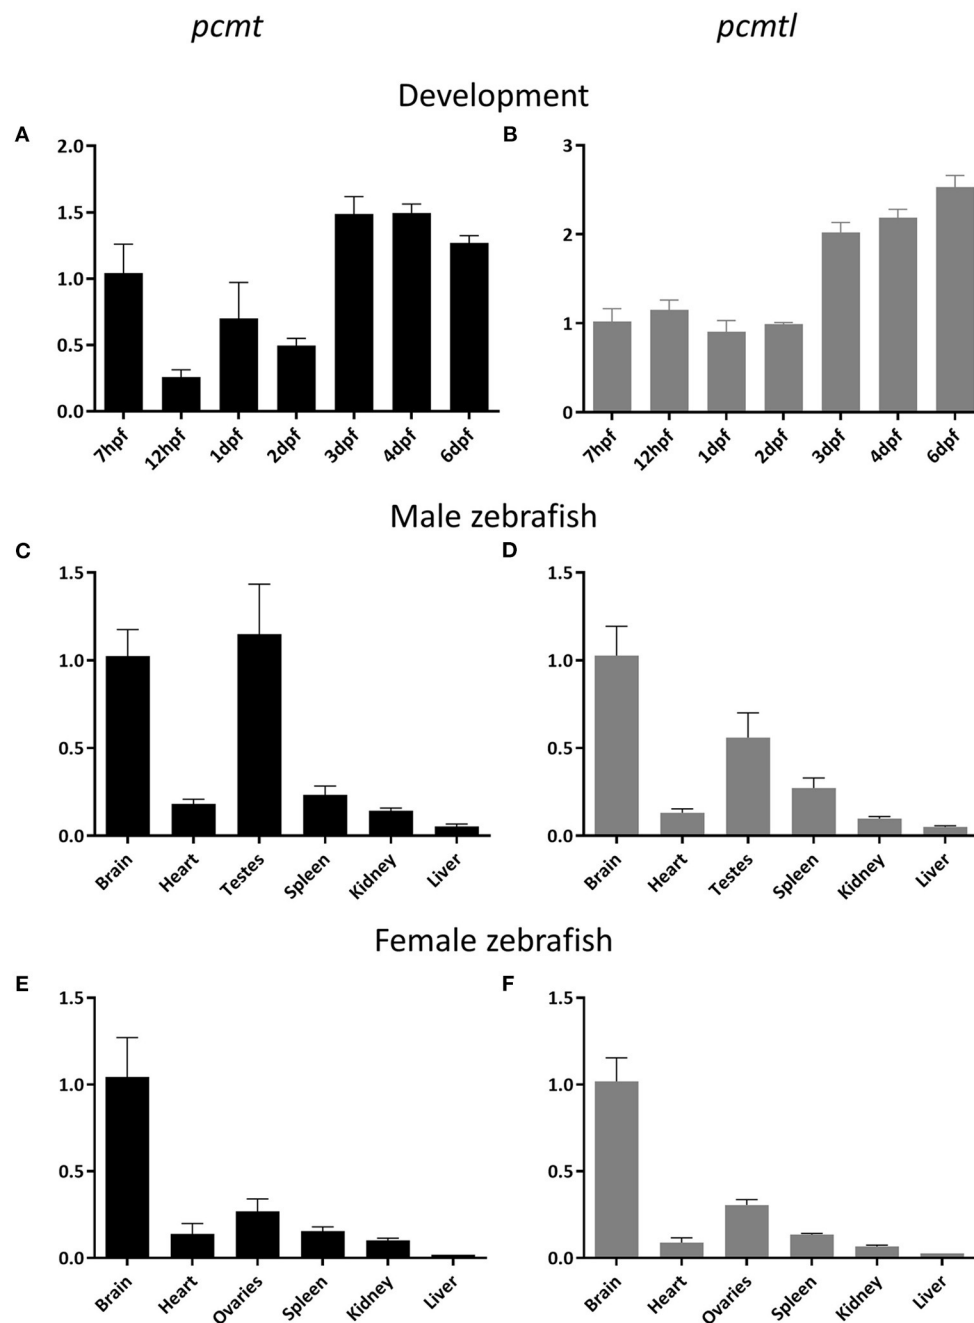 pcmt pcmtl
Development
A B
2.0 3
1.5
2
1.0
1
0.5
0.0 0
7hpf 12hpf 1dpf 2dpf 3dpf 4dpf 6dpf 7hpf 12hpf 1dpf 2dpf 3dpf 4dpf 6dpf
Male zebrafish
C D
1.5 1.5
1.0 1.0
0.5 0.5
0.0 0.0
Brain Heart Testes Spleen Kidney Liver Brain Heart Testes Spleen Kidney Liver
Female zebrafish
E F
1.5 1.5
1.0 1.0
0.5 0.5
0.0 0.0
Brain Heart Ovaries Spleen Kidney Liver Brain Heart Ovaries Spleen Kidney Liver